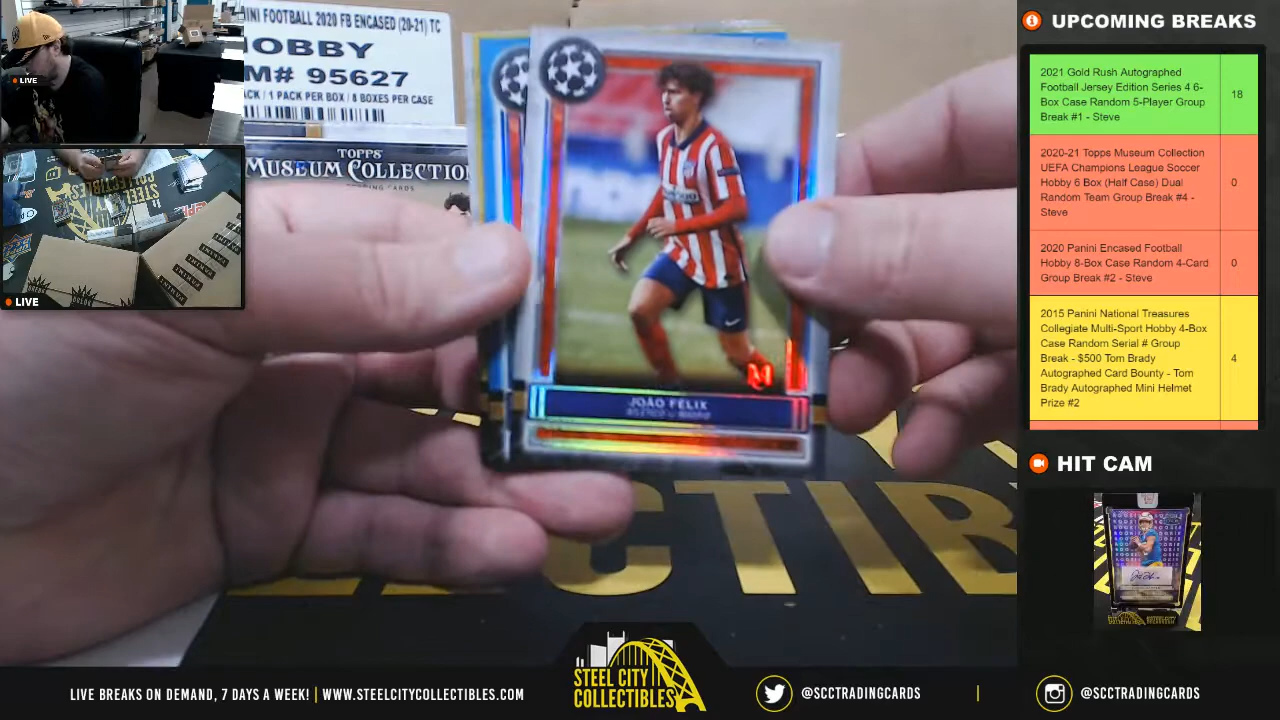 LIVE
INI FOOTBALL 2020 FB ENCASED (20-21) TC
HOBBY
M# 95627
ACK / 1 PACK PER BOX / 8 BOXES PER CASE
TOPPS
MUSEUM COLLECTION
JOÃO FÉLIX
ATLÉTICO DE MADRID
LIVE
UPCOMING BREAKS
2021 Gold Rush Autographed
Football Jersey Edition Series 4 6-
Box Case Random 5-Player Group
Break #1 - Steve
18
2020-21 Topps Museum Collection
UEFA Champions League Soccer
Hobby 6 Box (Half Case) Dual
Random Team Group Break #4 -
Steve
0
2020 Panini Encased Football
Hobby 8-Box Case Random 4-Card
Group Break #2 - Steve
0
2015 Panini National Treasures
Collegiate Multi-Sport Hobby 4-Box
Case Random Serial # Group
Break - $500 Tom Brady
Autographed Card Bounty - Tom
Brady Autographed Mini Helmet
Prize #2
4
HIT CAM
LIVE BREAKS ON DEMAND, 7 DAYS A WEEK! | WWW.STEELCITYCOLLECTIBLES.COM
STEEL CITY
COLLECTIBLES
@SCCTRADINGCARDS
@SCCTRADINGCARDS